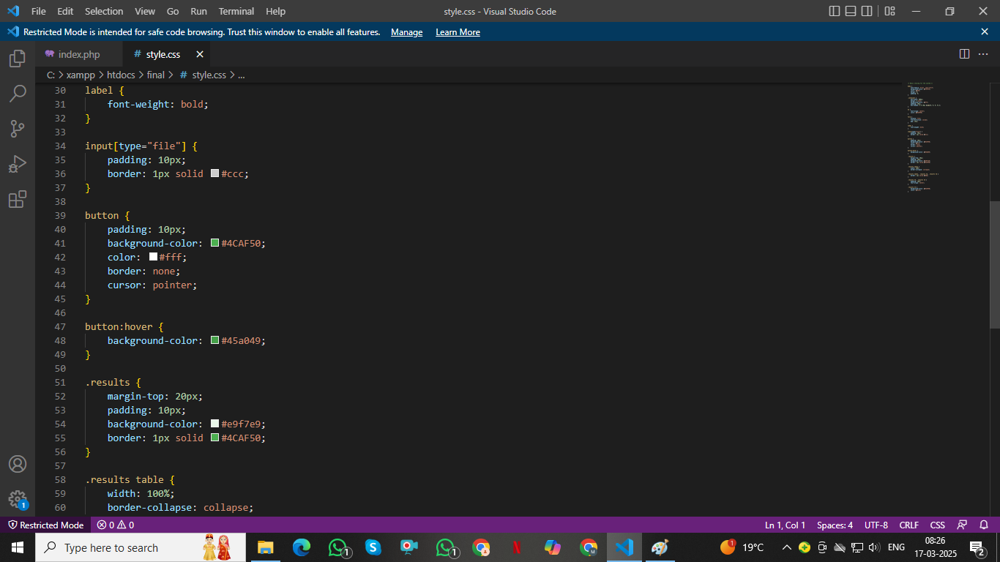 File Edit Selection View Go Run Terminal Help style.css - Visual Studio Code
Restricted Mode is intended for safe code browsing. Trust this window to enable all features. Manage Learn More
index.php # style.css
C: > xampp > htdocs > final > # style.css > ...
30 label {
31     font-weight: bold;
32 }
33
34 input[type="file"] {
35     padding: 10px;
36     border: 1px solid #ccc;
37 }
38
39 button {
40     padding: 10px;
41     background-color: #4CAF50;
42     color: #fff;
43     border: none;
44     cursor: pointer;
45 }
46
47 button:hover {
48     background-color: #45a049;
49 }
50
51 .results {
52     margin-top: 20px;
53     padding: 10px;
54     background-color: #e9f7e9;
55     border: 1px solid #4CAF50;
56 }
57
58 .results table {
59     width: 100%;
60     border-collapse: collapse;
1
Restricted Mode 0 0 Ln 1, Col 1 Spaces: 4 UTF-8 CRLF CSS
Type here to search 1 1 1 19°C ENG 08:26
17-03-2025 2